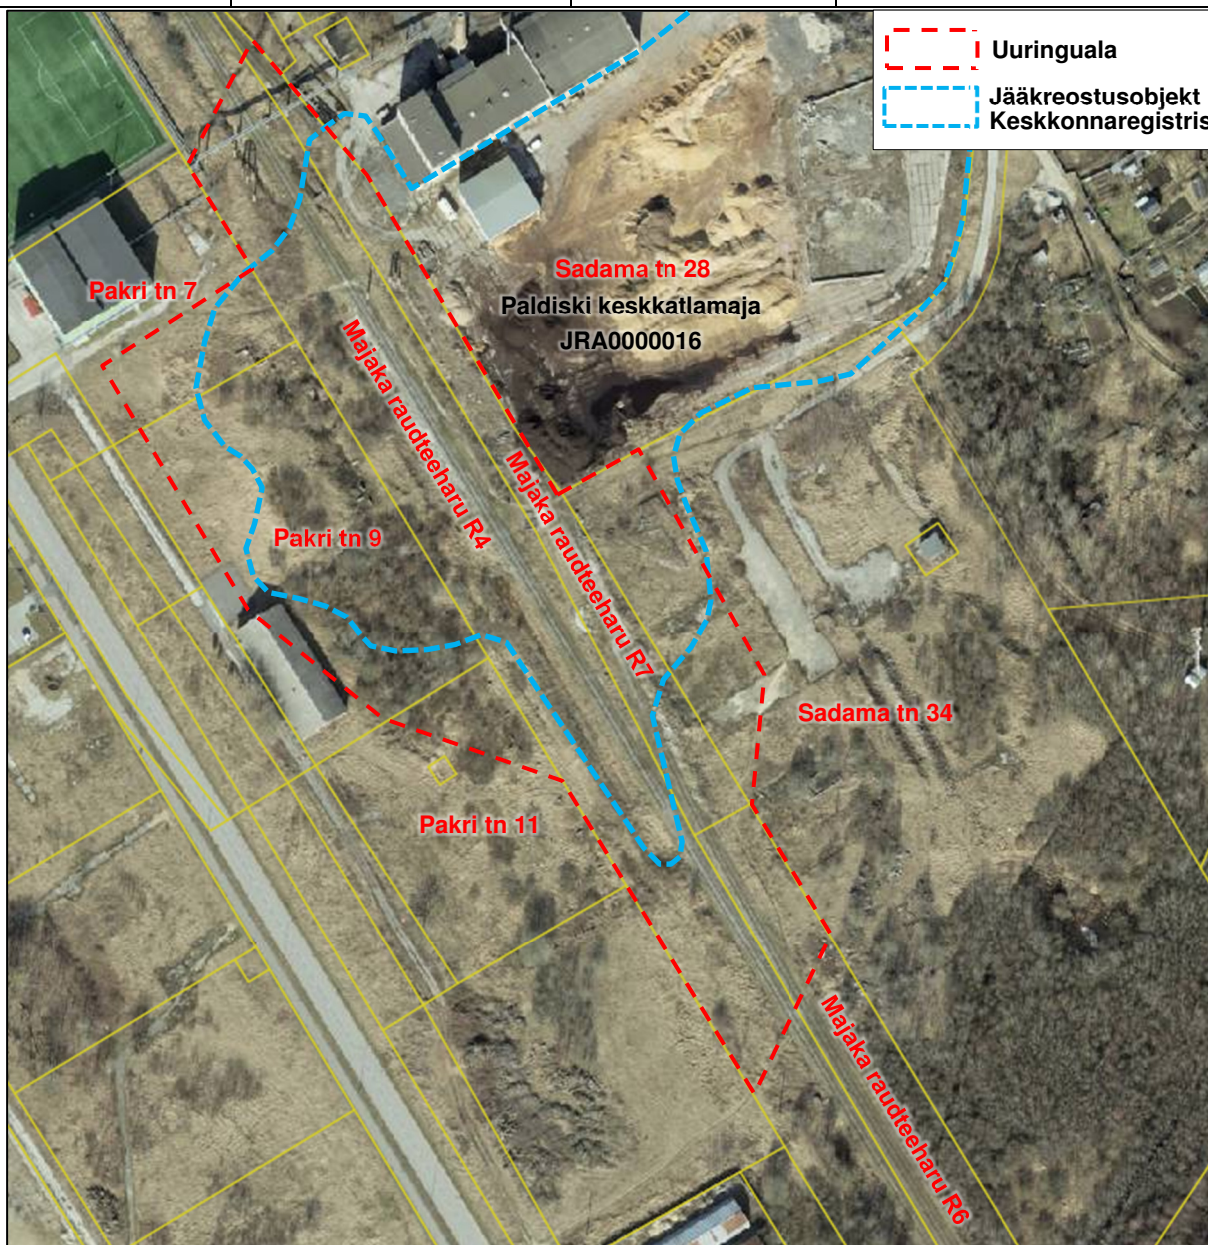 Uuringuala
Jääkreostusobjekt
Keskkonnaregistris
Sadama tn 28
Pakri tn 7
Paldiski keskkatlamaja
JRA0000016
Majaka raudteeharu R4
Majaka raudteeharu R7
Pakri tn 9
Sadama tn 34
Pakri tn 11
Majaka raudteeharu R6